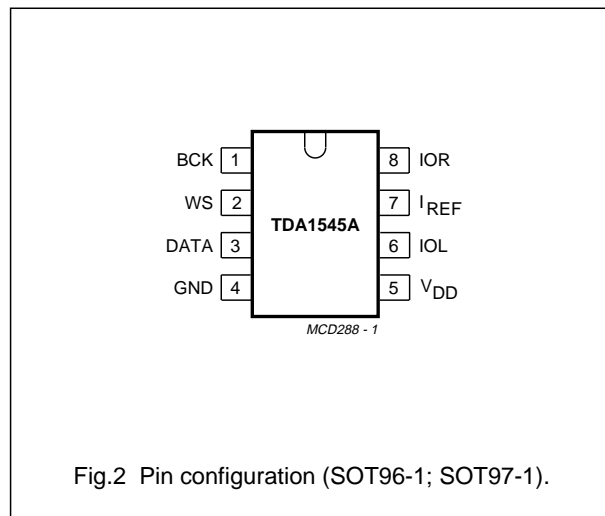 BCK 1 8 IOR
WS 2 7 IREF
TDA1545A
DATA 3 6 IOL
GND 4 5 VDD
MCD288 - 1
Fig.2 Pin configuration (SOT96-1; SOT97-1).